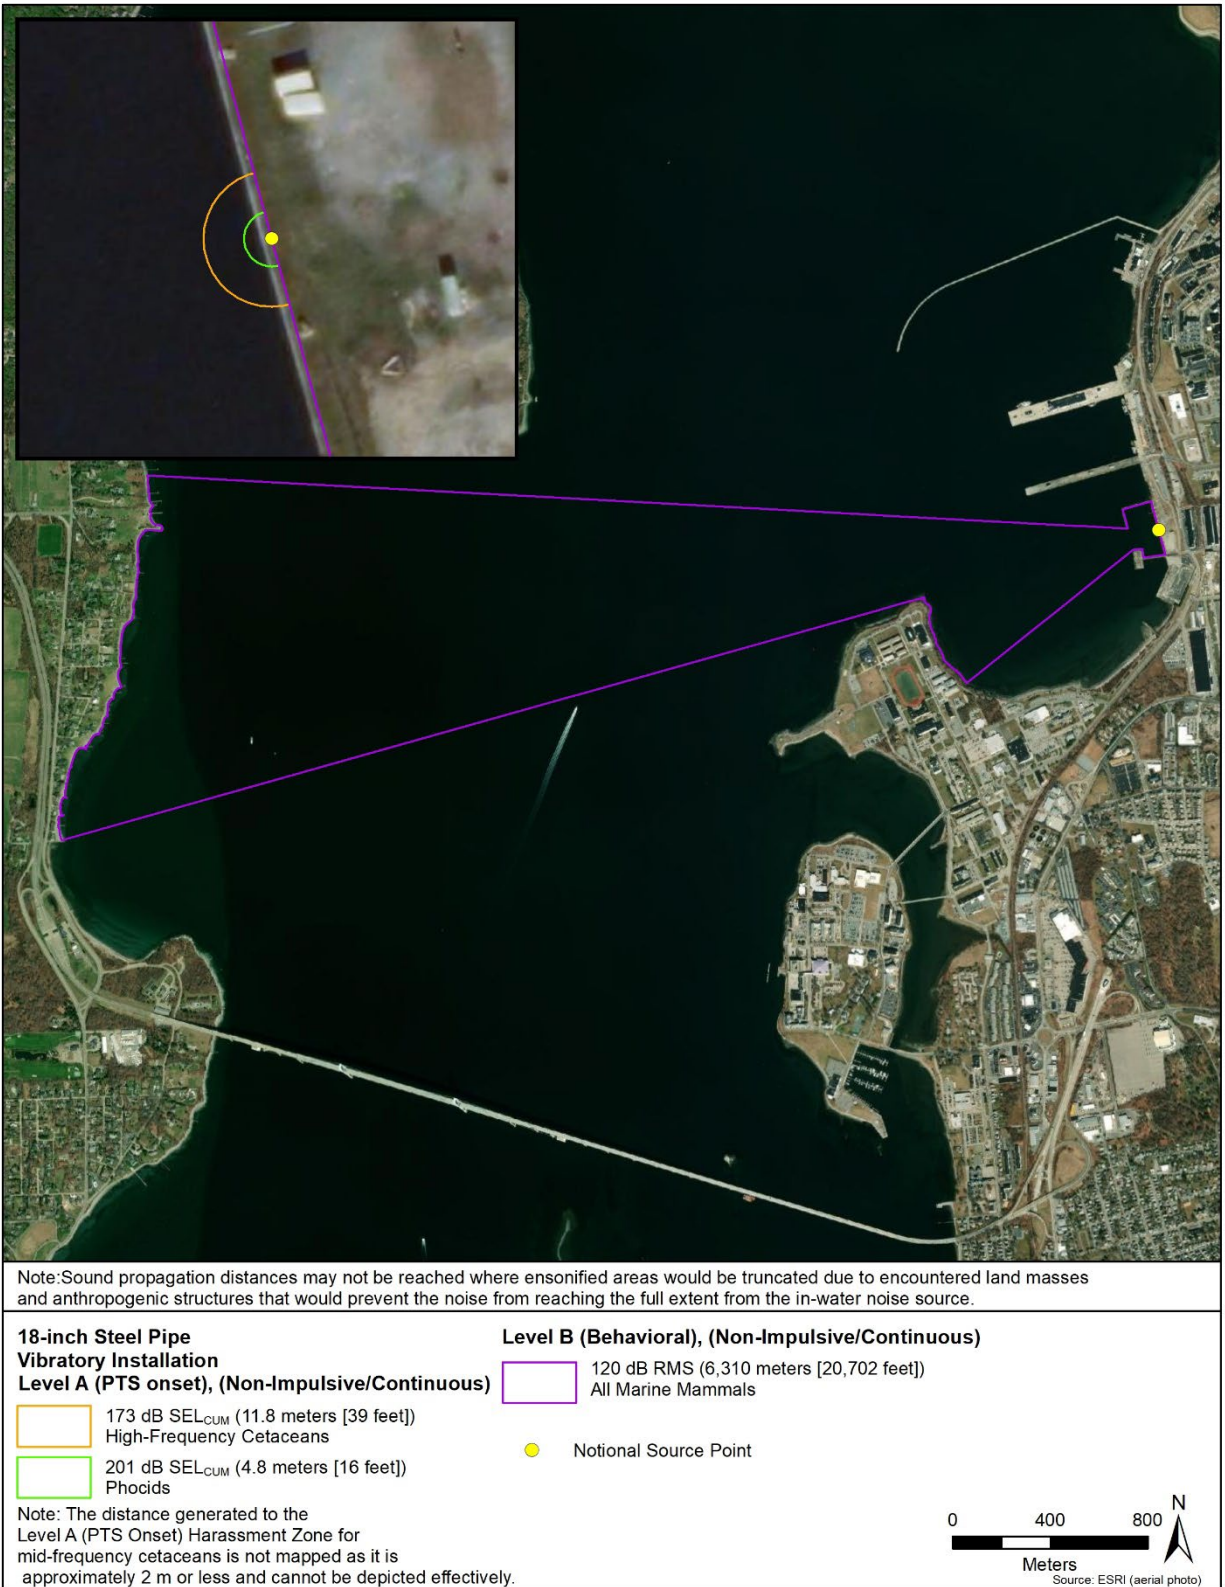 Note:Sound propagation distances may not be reached where ensonified areas would be truncated due to encountered land masses
and anthropogenic structures that would prevent the noise from reaching the full extent from the in-water noise source.
18-inch Steel Pipe
Vibratory Installation
Level A (PTS onset), (Non-Impulsive/Continuous)
173 dB SELCUM (11.8 meters [39 feet])
High-Frequency Cetaceans
201 dB SELCUM (4.8 meters [16 feet])
Phocids
Note: The distance generated to the
Level A (PTS Onset) Harassment Zone for
mid-frequency cetaceans is not mapped as it is
approximately 2 m or less and cannot be depicted effectively.
Level B (Behavioral), (Non-Impulsive/Continuous)
120 dB RMS (6,310 meters [20,702 feet])
All Marine Mammals
Notional Source Point
N
0 400 800
Meters
Source: ESRI (aerial photo)